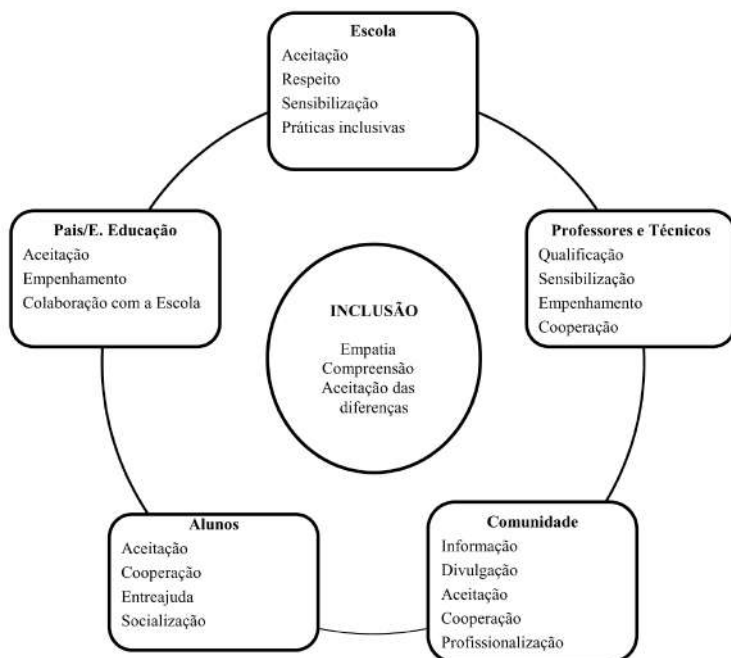 Escola
Aceitação
Respeito
Sensibilização
Práticas inclusivas
Pais/E. Educação
Aceitação
Empenhamento
Colaboração com a Escola
Professores e Técnicos
Qualificação
Sensibilização
Empenhamento
Cooperação
INCLUSÃO
Empatia
Compreensão
Aceitação das
diferenças
Alunos
Aceitação
Cooperação
Entreajuda
Socialização
Comunidade
Informação
Divulgação
Aceitação
Cooperação
Profissionalização